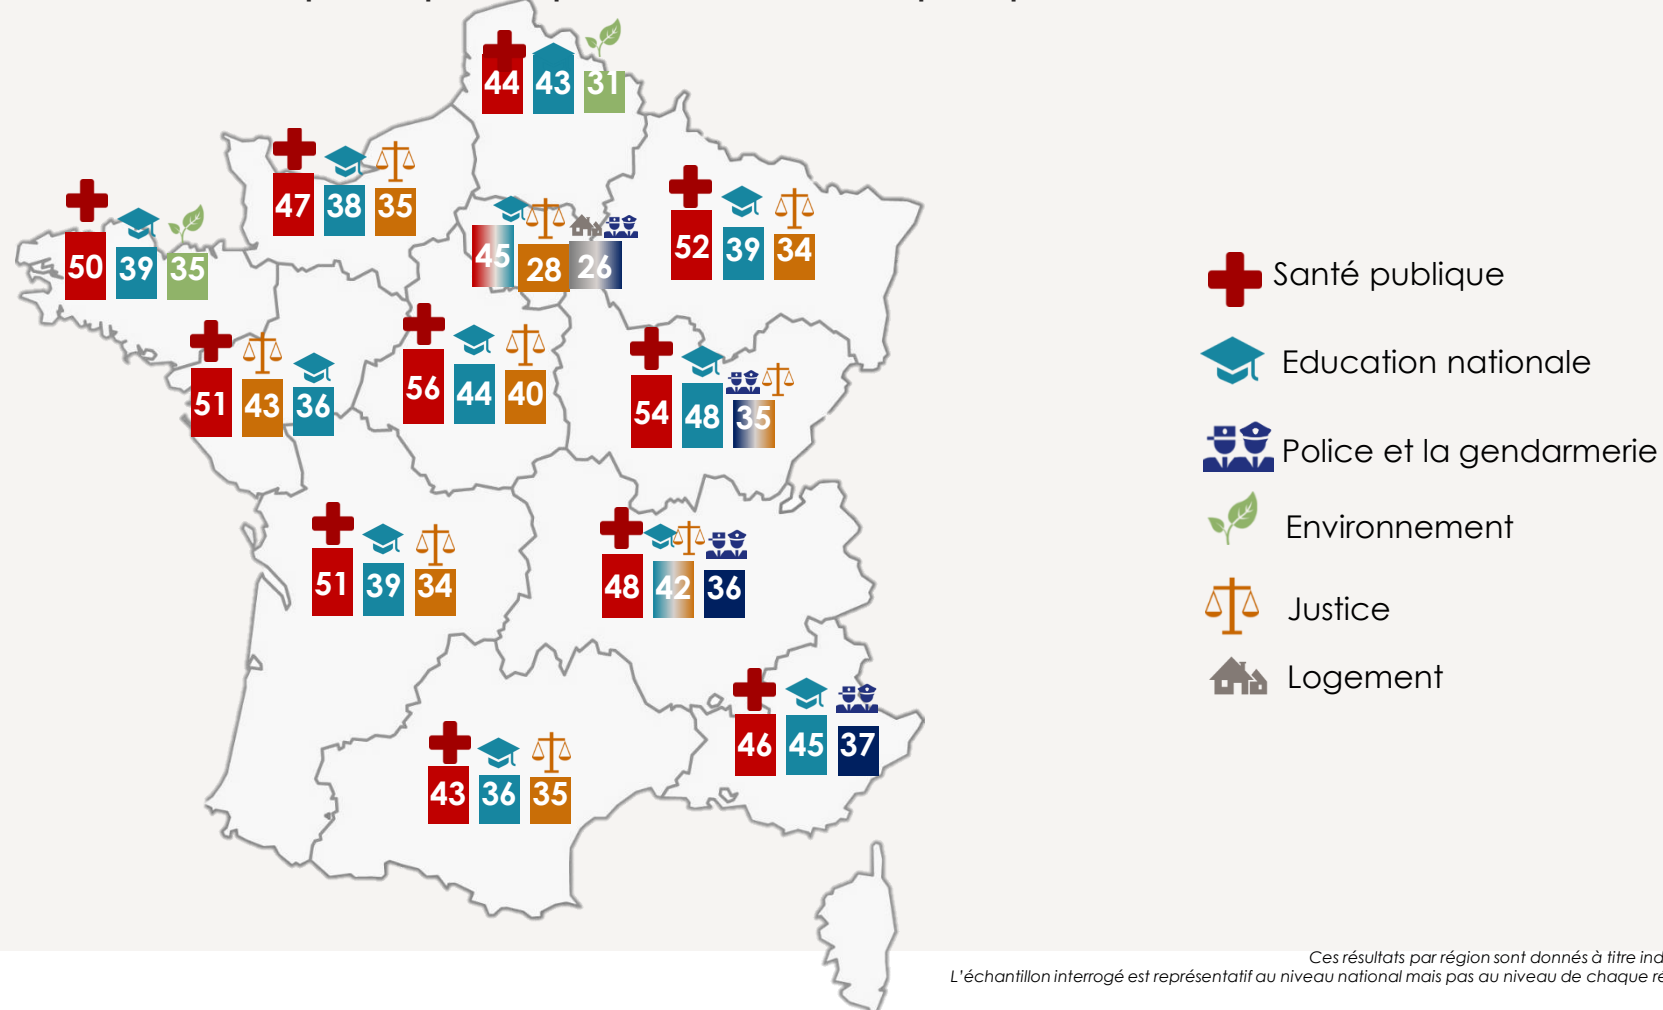 44 43 31
47 38 35
50 39 35
45 28 26
52 39 34
51 43 36
56 44 40
54 48 35
51 39 34
48 42 36
46 45 37
43 36 35
Santé publique
Education nationale
Police et la gendarmerie
Environnement
Justice
Logement
Ces résultats par région sont donnés à titre ind
L'échantillon interrogé est représentatif au niveau national mais pas au niveau de chaque ré